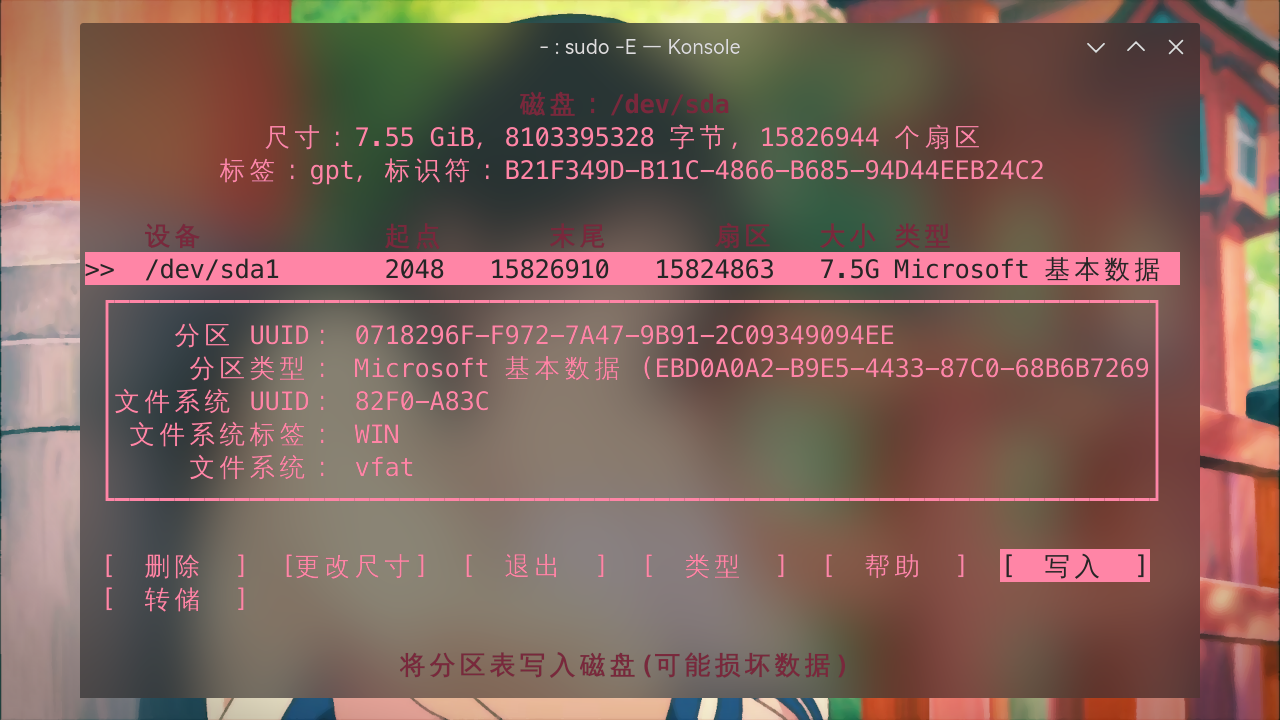 - : sudo -E — Konsole
磁盘：/dev/sda
尺寸：7.55 GiB, 8103395328 字节, 15826944 个扇区
标签：gpt, 标识符：B21F349D-B11C-4866-B685-94D44EEB24C2
设备 起点 末尾 扇区 大小 类型
>> /dev/sda1 2048 15826910 15824863 7.5G Microsoft 基本数据
分区 UUID： 0718296F-F972-7A47-9B91-2C09349094EE
分区类型： Microsoft 基本数据 (EBD0A0A2-B9E5-4433-87C0-68B6B7269
文件系统 UUID： 82F0-A83C
文件系统标签： WIN
文件系统： vfat
[ 删除 ] [更改尺寸] [ 退出 ] [ 类型 ] [ 帮助 ] [ 写入 ]
[ 转储 ]
将分区表写入磁盘(可能损坏数据)